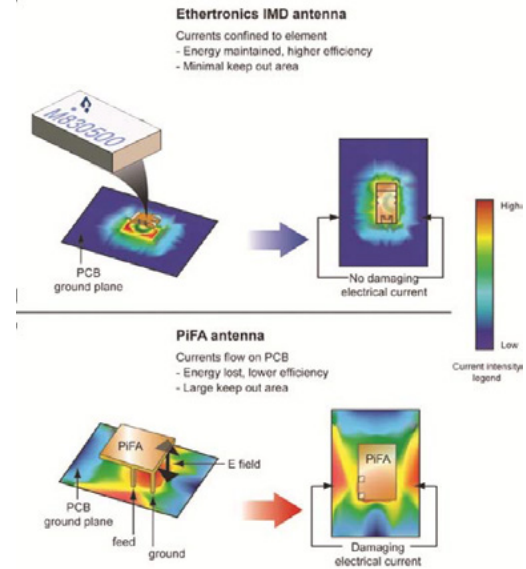 Ethertronics IMD antenna
Currents confined to element
- Energy maintained, higher efficiency
- Minimal keep out area
M830500
High
PCB
ground plane
No damaging
electrical current
Low
Current intensity
legend
PiFA antenna
Currents flow on PCB
- Energy lost, lower efficiency
- Large keep out area
PiFA
E field
PiFA
PCB
ground plane
feed
ground
Damaging
electrical current